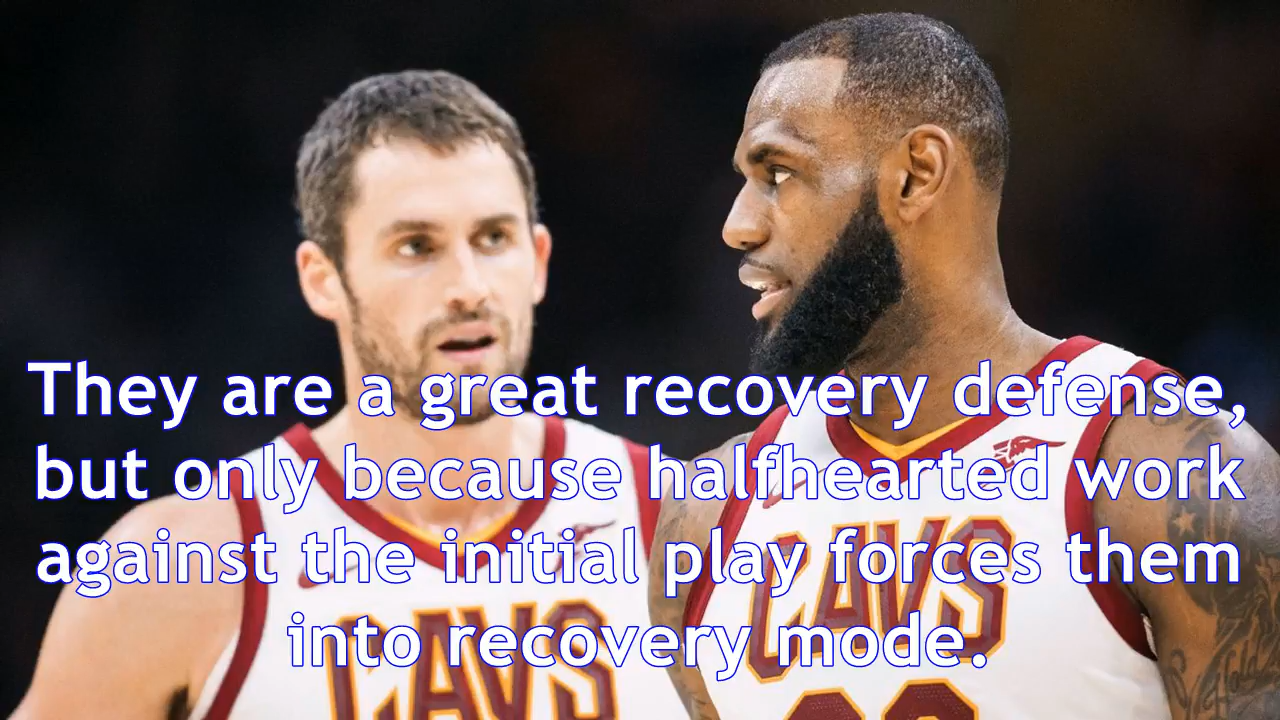 They are a great recovery defense,
but only because halfhearted work
against the initial play forces them
into recovery mode.
CAVS
CAVS